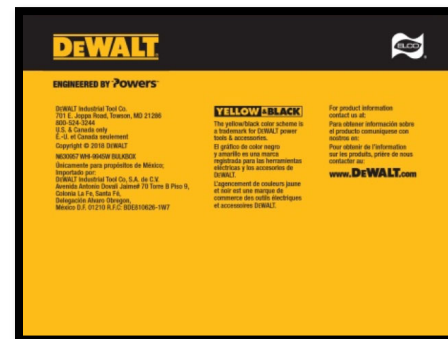 DEWALT
ELCO
ENGINEERED BY Powers
DEWALT Industrial Tool Co.
701 E. Joppa Road, Towson, MD 21286
800-524-3244
U.S. & Canada only
É.-U. et Canada seulement
Copyright © 2018 DEWALT
N630957 WHI-9945W BULKBOX
Únicamente para propósitos de México;
Importado por:
DEWALT Industrial Tool Co, S.A. de C.V.
Avenida Antonio Dovali Jaime# 70 Torre B Piso 9,
Colonia La Fe, Santa Fé,
Delegación Alvaro Obregon,
México D.F. 01210 R.F.C: BDE810626-1W7
YELLOW & BLACK
The yellow/black color scheme is
a trademark for DEWALT power
tools & accessories.
El gráfico de color negro
y amarillo es una marca
registrada para las herramientas
eléctricas y los accesorios de
DEWALT.
L'agencement de couleurs jaune
et noir est une marque de
commerce des outils électriques
et accessoires DEWALT.
For product information
contact us at:
Para obtener información sobre
el producto comuníquese con
nosotros en:
Pour obtenir de l'information
sur les produits, prière de nous
contacter au:
www.DEWALT.com